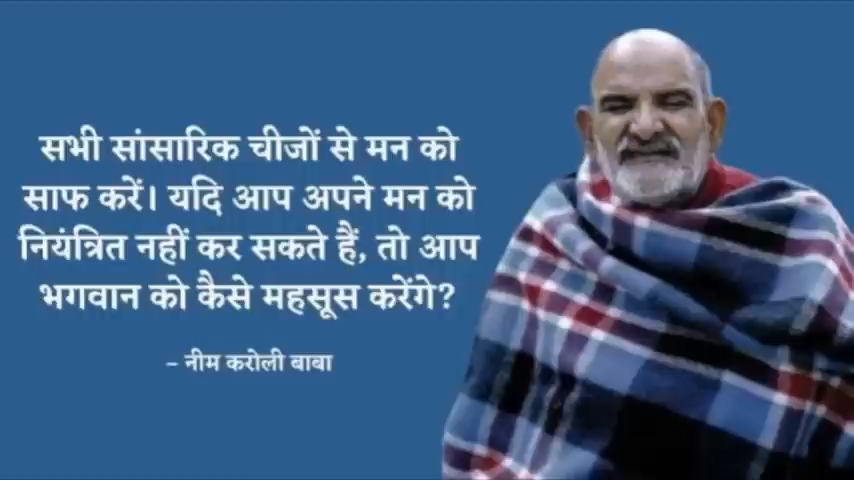 सभी सांसारिक चीजों से मन को
साफ करें। यदि आप अपने मन को
नियंत्रित नहीं कर सकते हैं, तो आप
भगवान को कैसे महसूस करेंगे?
– नीम करोली बाबा